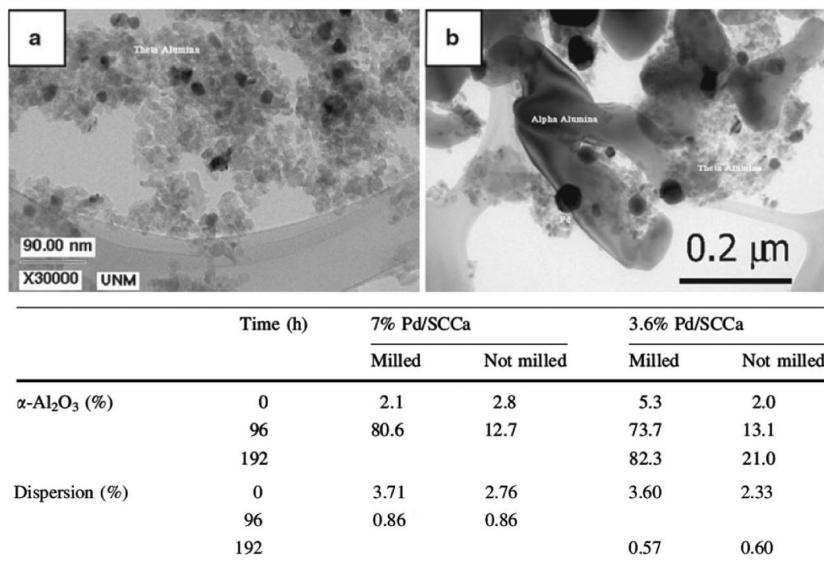 a
Theta Alumina
90.00 nm
X30000 UNM
b
Alpha Alumina
Theta Alumina
Pd
0.2 μm
Time (h) 7% Pd/SCCa 3.6% Pd/SCCa
Milled Not milled Milled Not milled
α-Al₂O₃ (%) 0 2.1 2.8 5.3 2.0
96 80.6 12.7 73.7 13.1
192 82.3 21.0
Dispersion (%) 0 3.71 2.76 3.60 2.33
96 0.86 0.86
192 0.57 0.60